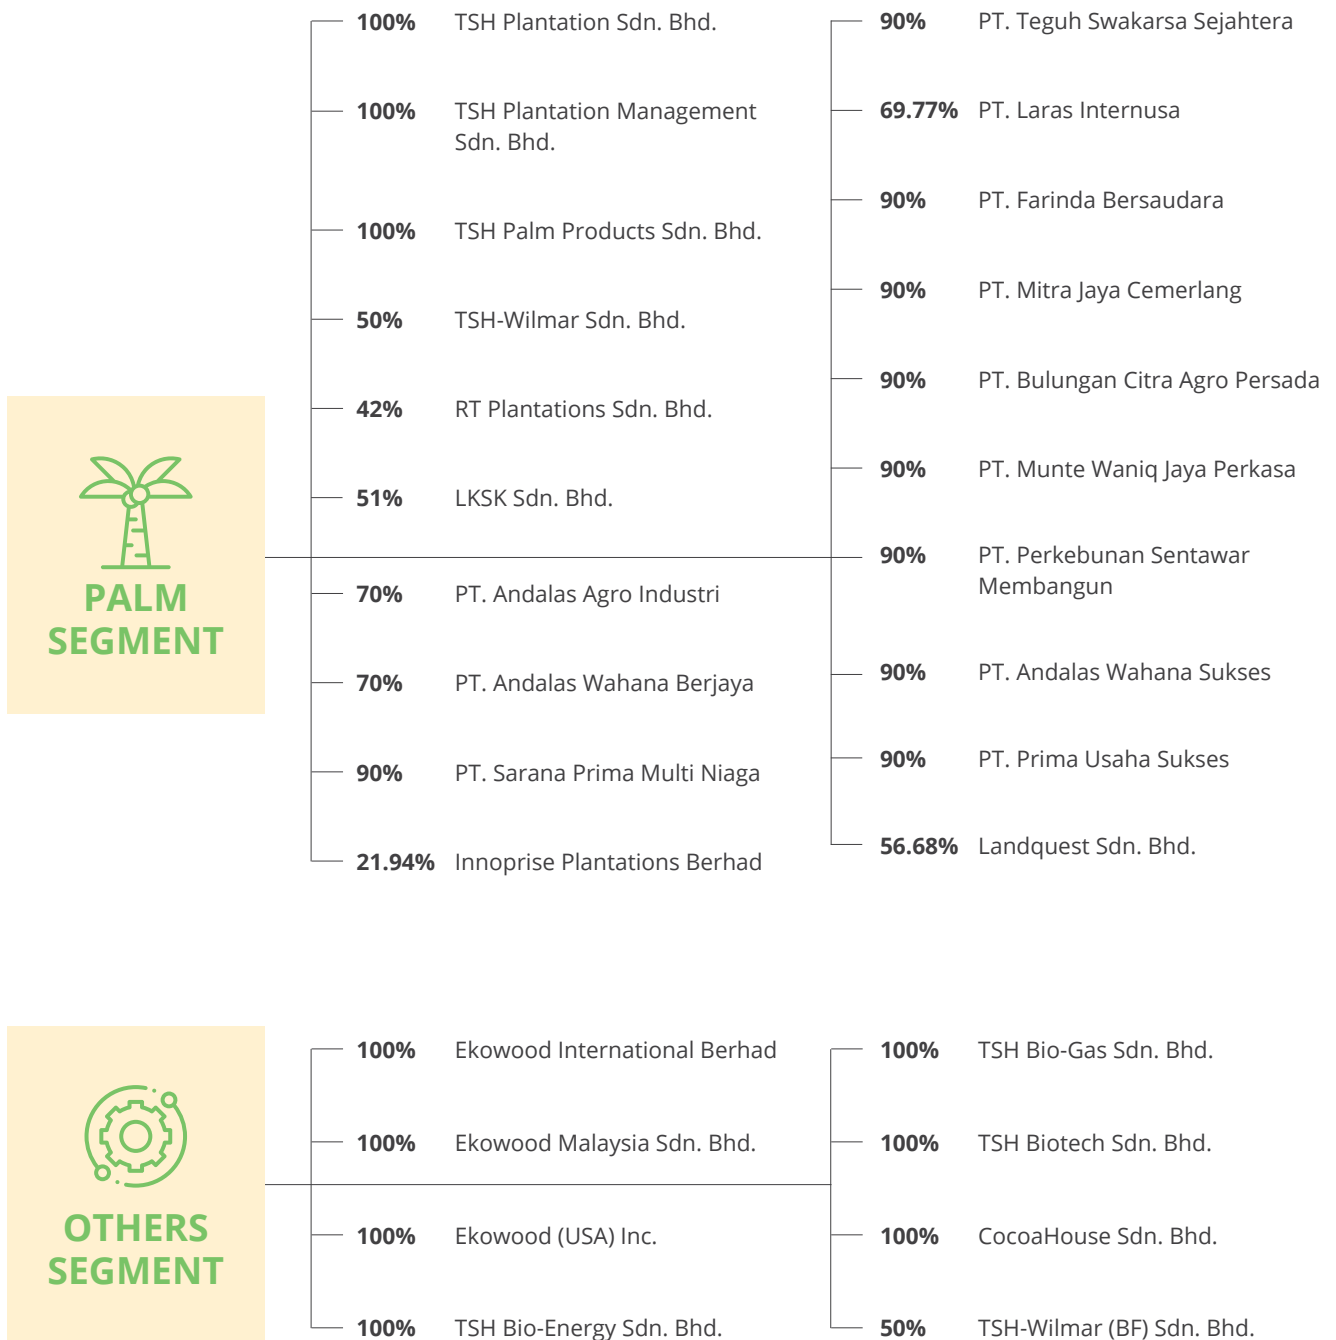 PALM
SEGMENT
100% TSH Plantation Sdn. Bhd.
100% TSH Plantation Management
Sdn. Bhd.
100% TSH Palm Products Sdn. Bhd.
50% TSH-Wilmar Sdn. Bhd.
42% RT Plantations Sdn. Bhd.
51% LKSK Sdn. Bhd.
70% PT. Andalas Agro Industri
70% PT. Andalas Wahana Berjaya
90% PT. Sarana Prima Multi Niaga
21.94% Innoprise Plantations Berhad
90% PT. Teguh Swakarsa Sejahtera
69.77% PT. Laras Internusa
90% PT. Farinda Bersaudara
90% PT. Mitra Jaya Cemerlang
90% PT. Bulungan Citra Agro Persada
90% PT. Munte Waniq Jaya Perkasa
90% PT. Perkebunan Sentawar
Membangun
90% PT. Andalas Wahana Sukses
90% PT. Prima Usaha Sukses
56.68% Landquest Sdn. Bhd.
OTHERS
SEGMENT
100% Ekowood International Berhad
100% Ekowood Malaysia Sdn. Bhd.
100% Ekowood (USA) Inc.
100% TSH Bio-Energy Sdn. Bhd.
100% TSH Bio-Gas Sdn. Bhd.
100% TSH Biotech Sdn. Bhd.
100% CocoaHouse Sdn. Bhd.
50% TSH-Wilmar (BF) Sdn. Bhd.